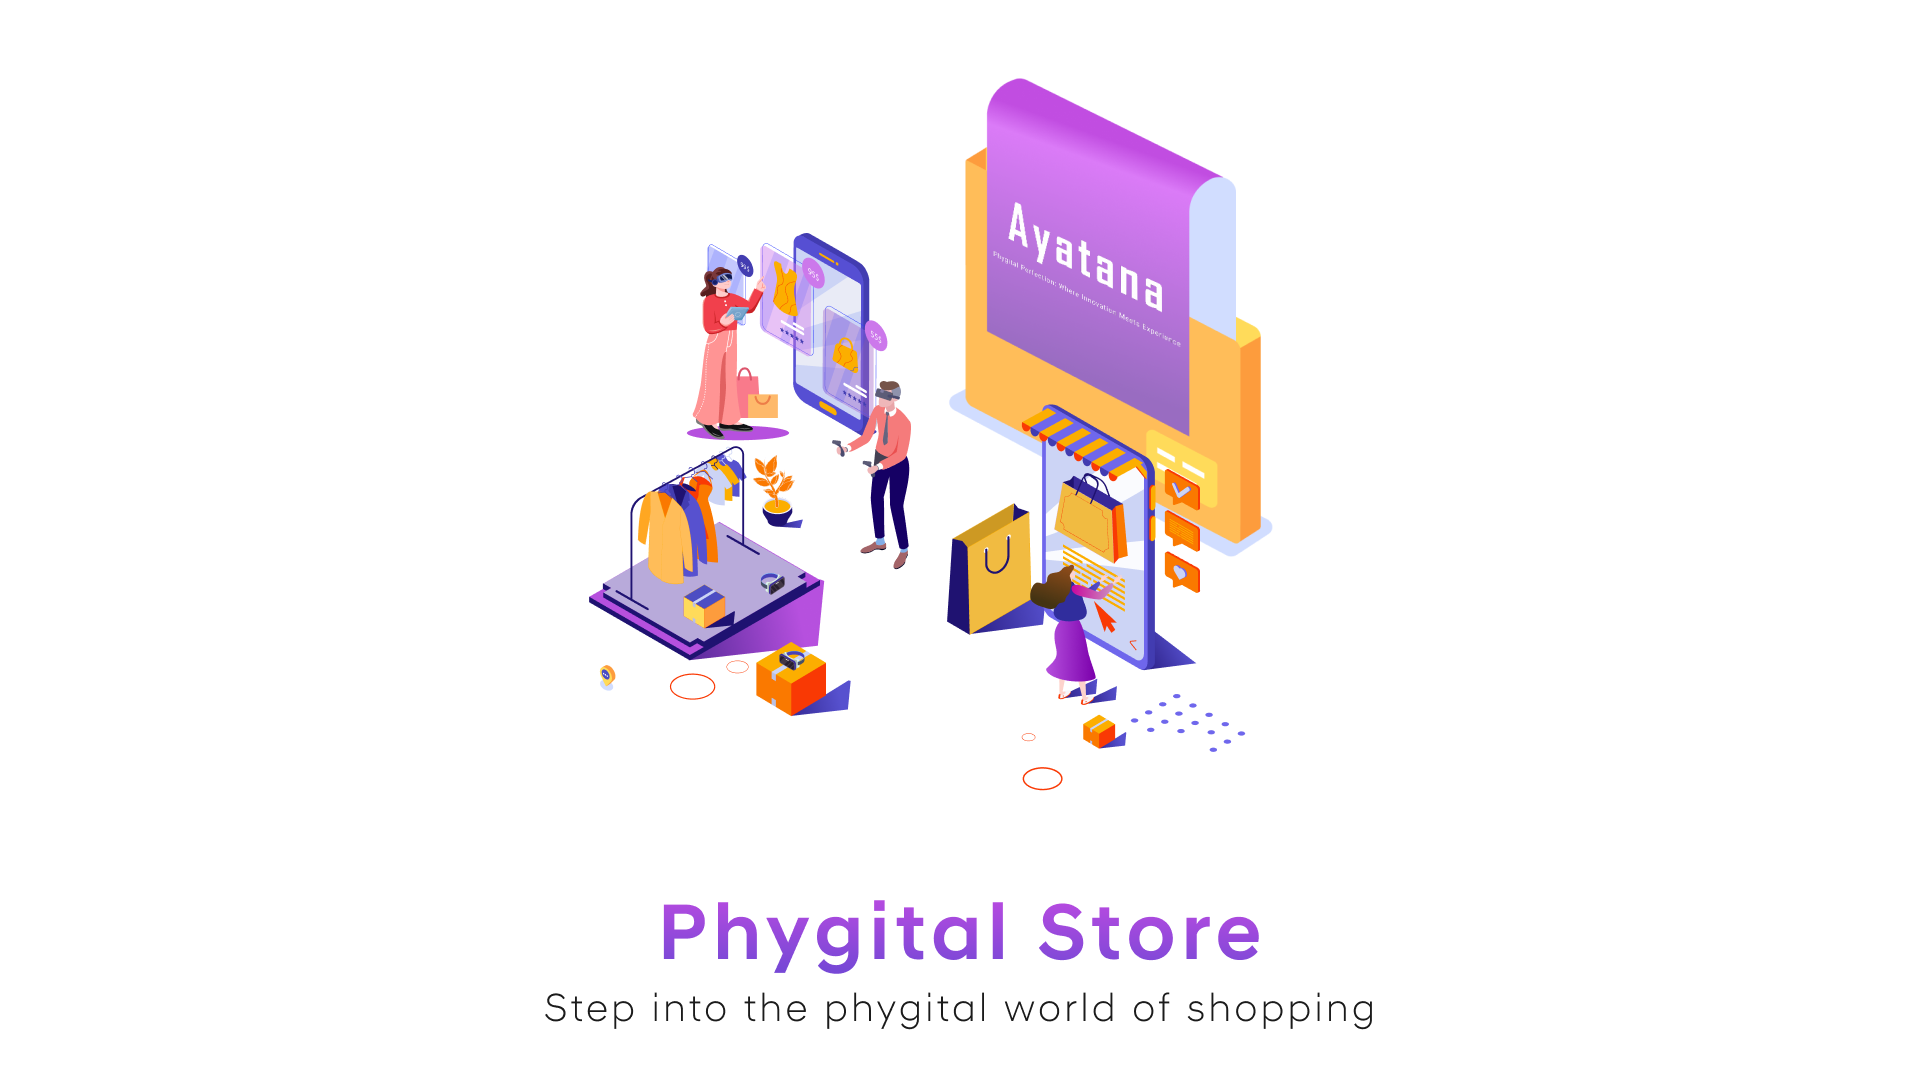 Ayatana
Phygital Perfection: Where Innovation Meets Experience
$$$
$$$
$$$
Phygital Store
Step into the phygital world of shopping